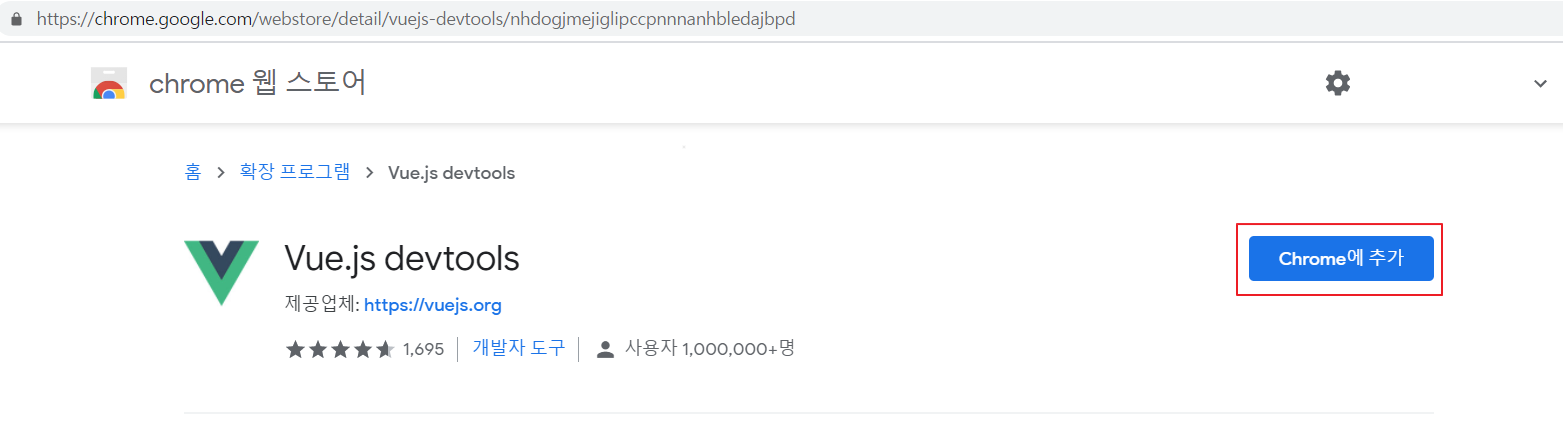 https://chrome.google.com/webstore/detail/vuejs-devtools/nhdogjmejiglipccpnnnanhbledajbpd
chrome 웹 스토어
홈 > 확장 프로그램 > Vue.js devtools
Vue.js devtools
Chrome에 추가
제공업체: https://vuejs.org
1,695 개발자 도구 사용자 1,000,000+명